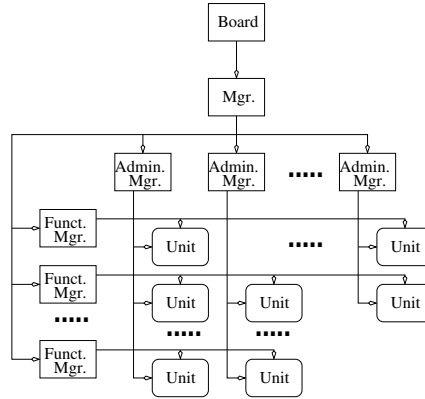 Board
Mgr.
Admin. Admin. ..... Admin.
Mgr. Mgr. Mgr.
Funct.
Mgr.
Unit ..... Unit
Funct.
Mgr.
Unit Unit Unit
..... ..... .....
Funct.
Mgr.
Unit Unit